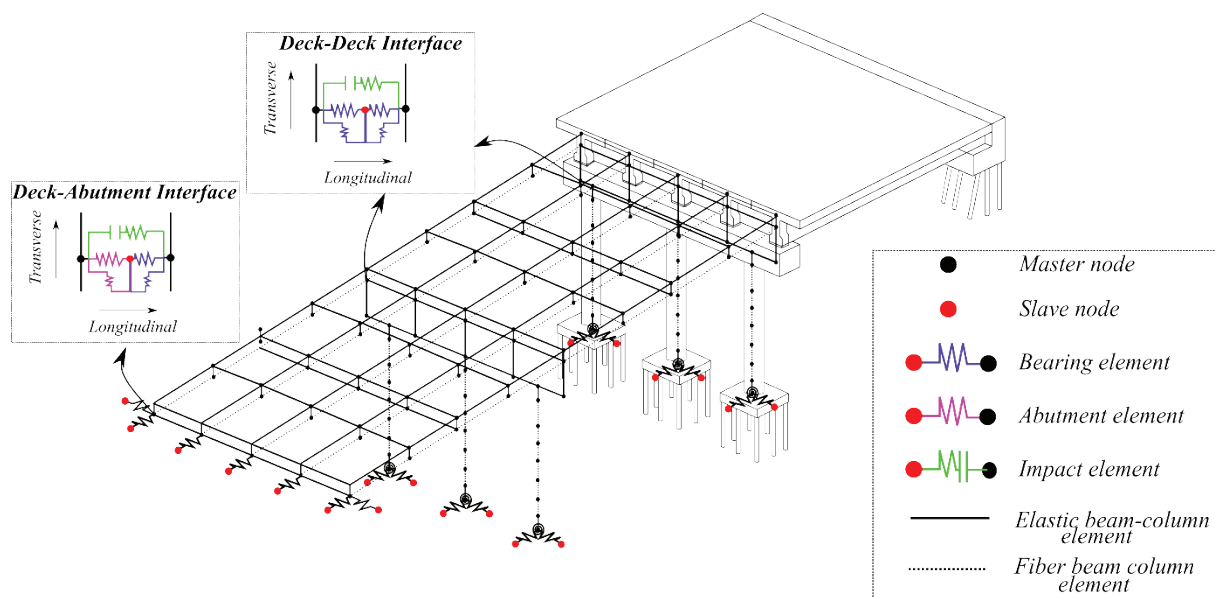 Deck-Deck Interface
Transverse
Longitudinal
Deck-Abutment Interface
Transverse
Longitudinal
Master node
Slave node
Bearing element
Abutment element
Impact element
Elastic beam-column
element
Fiber beam column
element